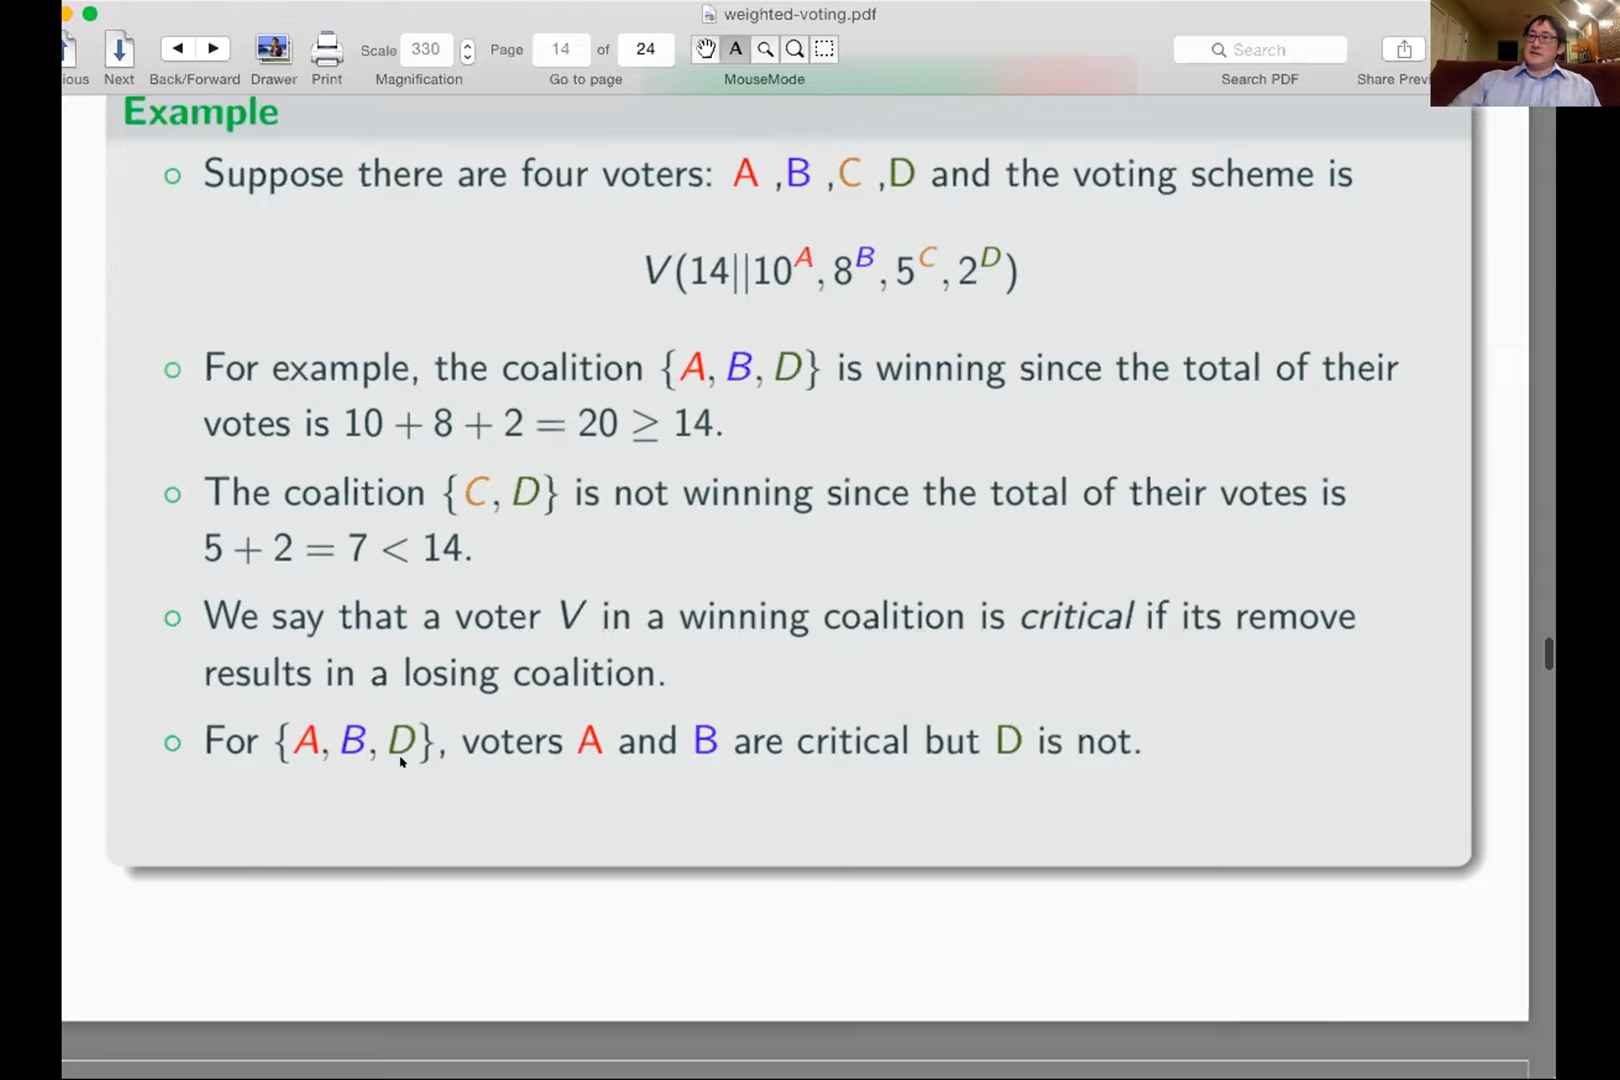 weighted-voting.pdf
ious Next Back/Forward Drawer Print Scale 330 Magnification Page 14 of 24 Go to page A MouseMode Search Search PDF Share Previ
Example
Suppose there are four voters: A ,B ,C ,D and the voting scheme is
V(14||10^A, 8^B, 5^C, 2^D)
For example, the coalition {A, B, D} is winning since the total of their
votes is 10 + 8 + 2 = 20 ≥ 14.
The coalition {C, D} is not winning since the total of their votes is
5 + 2 = 7 < 14.
We say that a voter V in a winning coalition is critical if its remove
results in a losing coalition.
For {A, B, D}, voters A and B are critical but D is not.